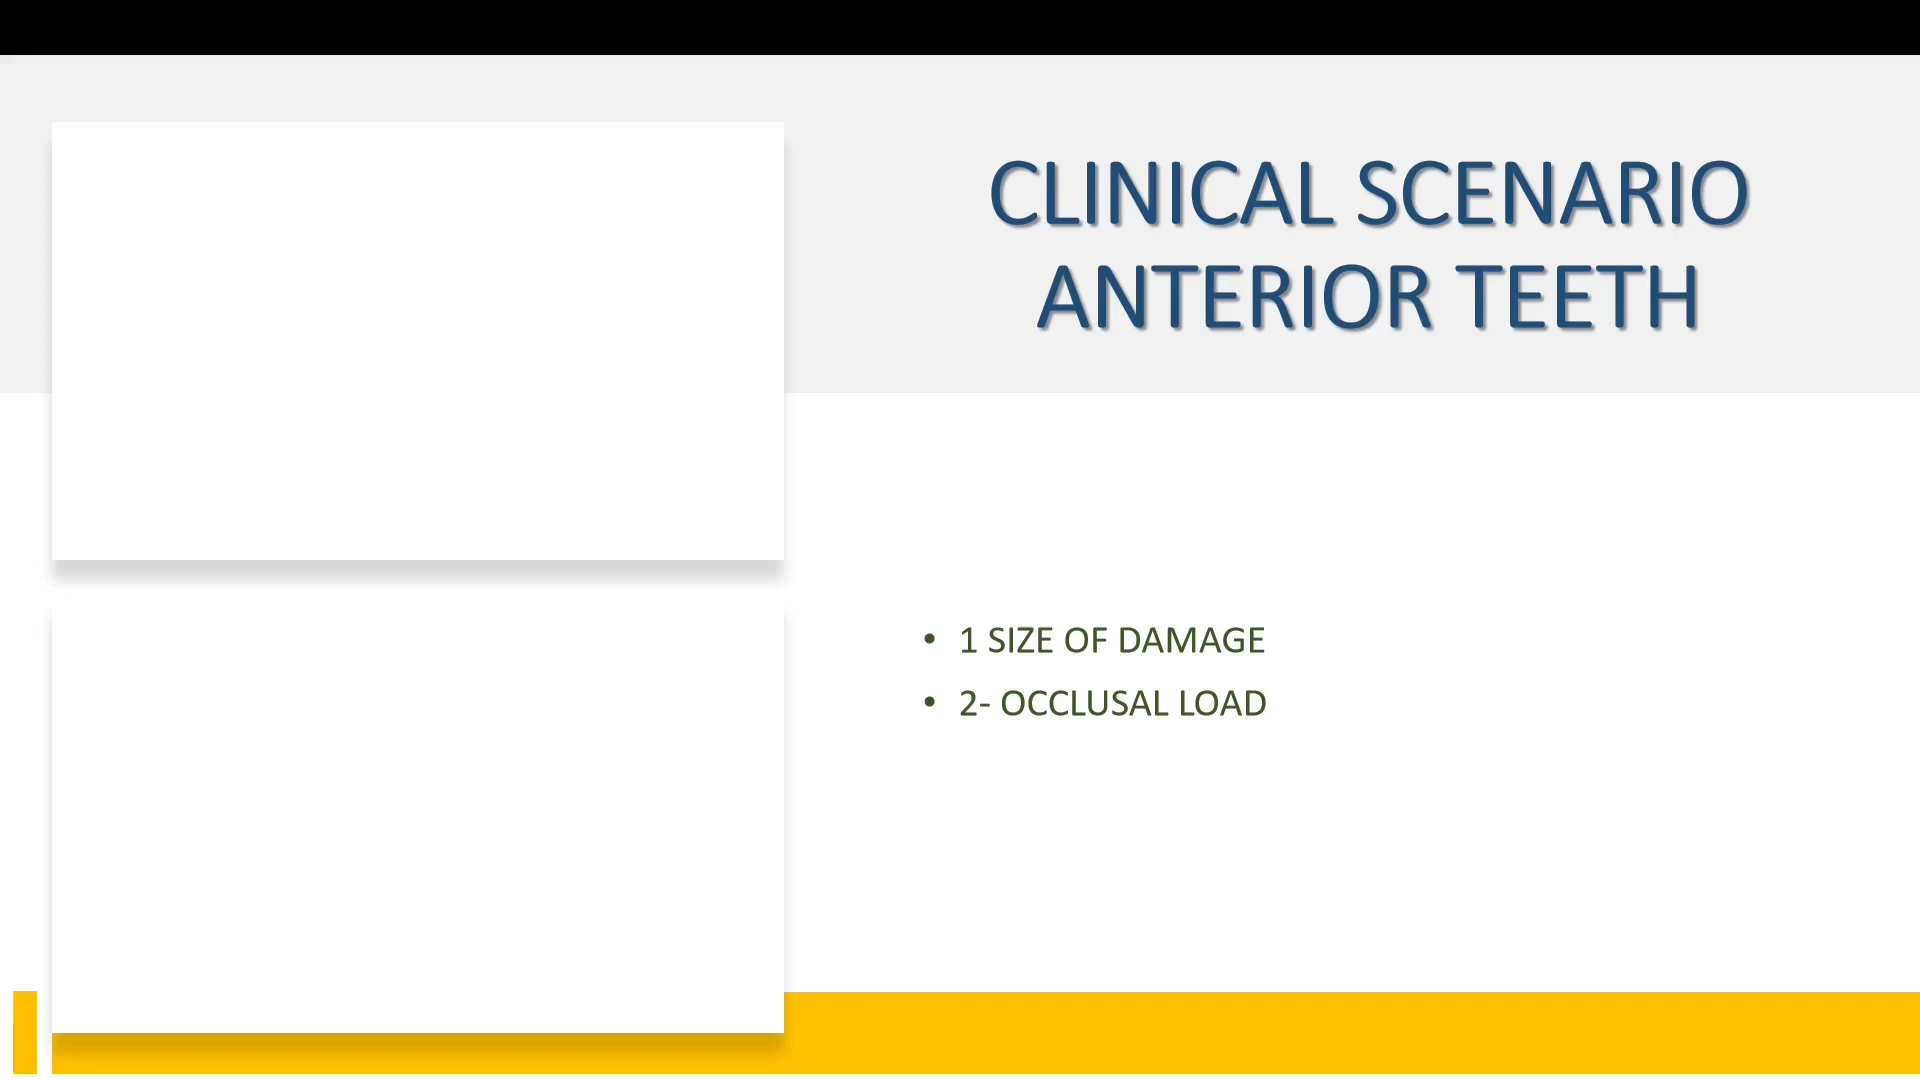 CLINICAL SCENARIO
ANTERIOR TEETH
• 1 SIZE OF DAMAGE
• 2- OCCLUSAL LOAD